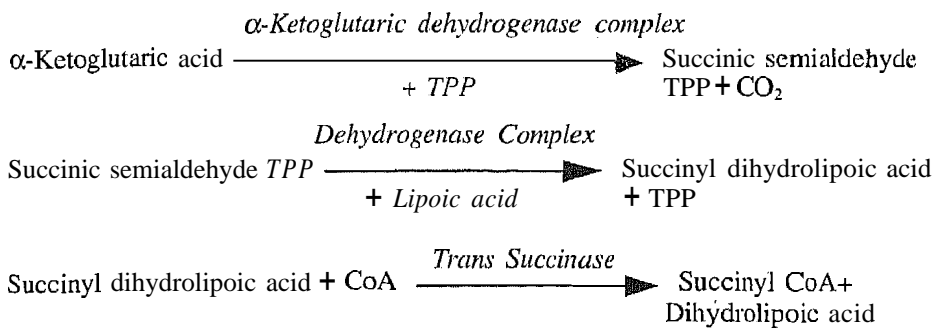 α-Ketoglutaric dehydrogenase complex
α-Ketoglutaric acid
+ TPP
Succinic semialdehyde
TPP + CO₂
Dehydrogenase Complex
Succinic semialdehyde TPP
+ Lipoic acid
Succinyl dihydrolipoic acid
+ TPP
Trans Succinase
Succinyl dihydrolipoic acid + CoA
Succinyl CoA+
Dihydrolipoic acid